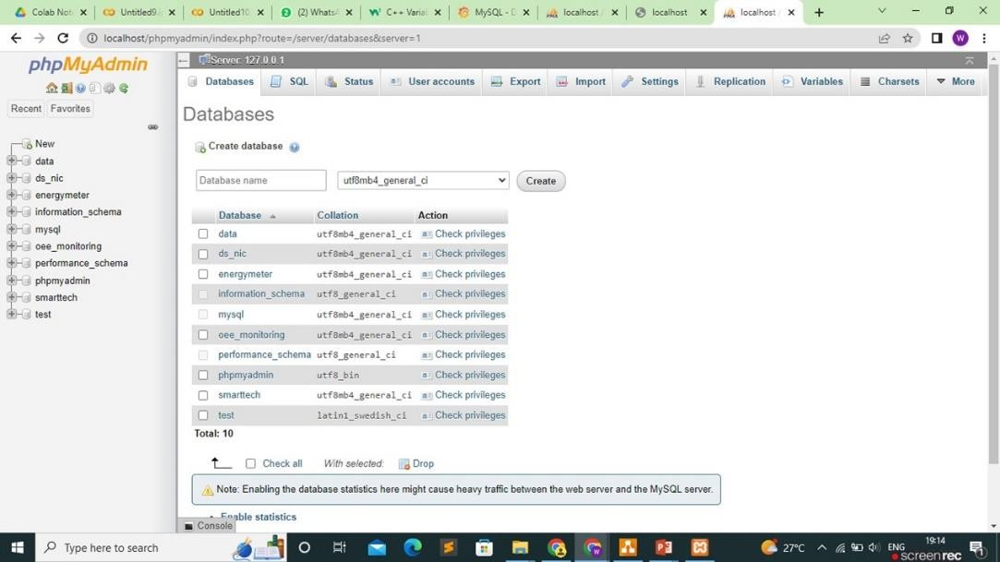 Colab Not
Untitled9.i
Untitled10
(2) WhatsA
C++ Varia
MySQL - D
localhost /
localhost
localhost /
localhost/phpmyadmin/index.php?route=/server/databases&server=1
W
phpMyAdmin
Recent
Favorites
New
data
ds_nic
energymeter
information_schema
mysql
oee_monitoring
performance_schema
phpmyadmin
smarttech
test
Server: 127.0.0.1
Databases
SQL
Status
User accounts
Export
Import
Settings
Replication
Variables
Charsets
More
Databases
Create database
Database name
utf8mb4_general_ci
Create
Database Collation Action
data utf8mb4_general_ci Check privileges
ds_nic utf8mb4_general_ci Check privileges
energymeter utf8mb4_general_ci Check privileges
information_schema utf8_general_ci Check privileges
mysql utf8mb4_general_ci Check privileges
oee_monitoring utf8mb4_general_ci Check privileges
performance_schema utf8_general_ci Check privileges
phpmyadmin utf8_bin Check privileges
smarttech utf8mb4_general_ci Check privileges
test latin1_swedish_ci Check privileges
Total: 10
Check all With selected: Drop
Note: Enabling the database statistics here might cause heavy traffic between the web server and the MySQL server.
Enable statistics
Console
Type here to search
27°C
ENG
19:14
screenrec
1